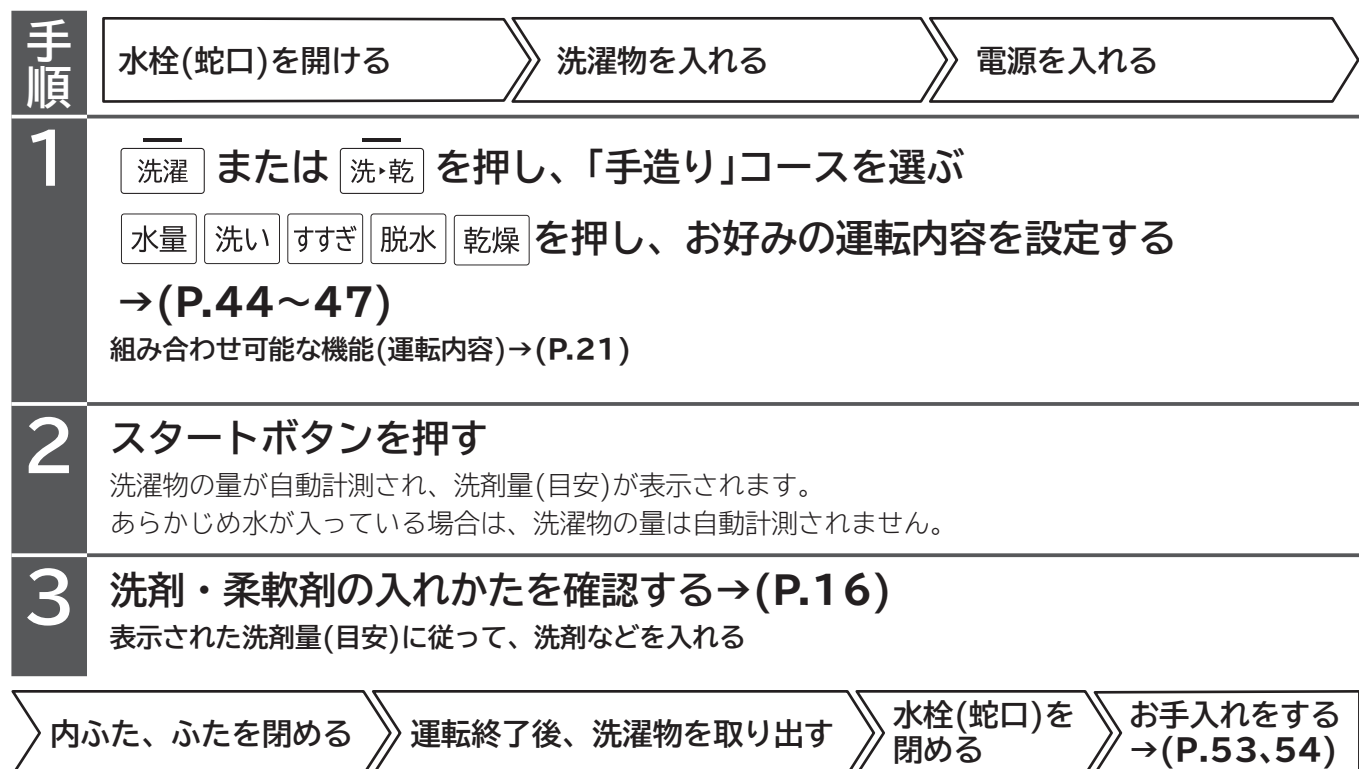 手順
水栓(蛇口)を開ける
洗濯物を入れる
電源を入れる
1
洗濯 または 洗・乾 を押し、「手造り」コースを選ぶ
水量 洗い すすぎ 脱水 乾燥 を押し、お好みの運転内容を設定する
→(P.44～47)
組み合わせ可能な機能(運転内容)→(P.21)
2
スタートボタンを押す
洗濯物の量が自動計測され、洗剤量(目安)が表示されます。
あらかじめ水が入っている場合は、洗濯物の量は自動計測されません。
3
洗剤・柔軟剤の入れかたを確認する→(P.16)
表示された洗剤量(目安)に従って、洗剤などを入れる
内ふた、ふたを閉める
運転終了後、洗濯物を取り出す
水栓(蛇口)を
閉める
お手入れをする
→(P.53、54)